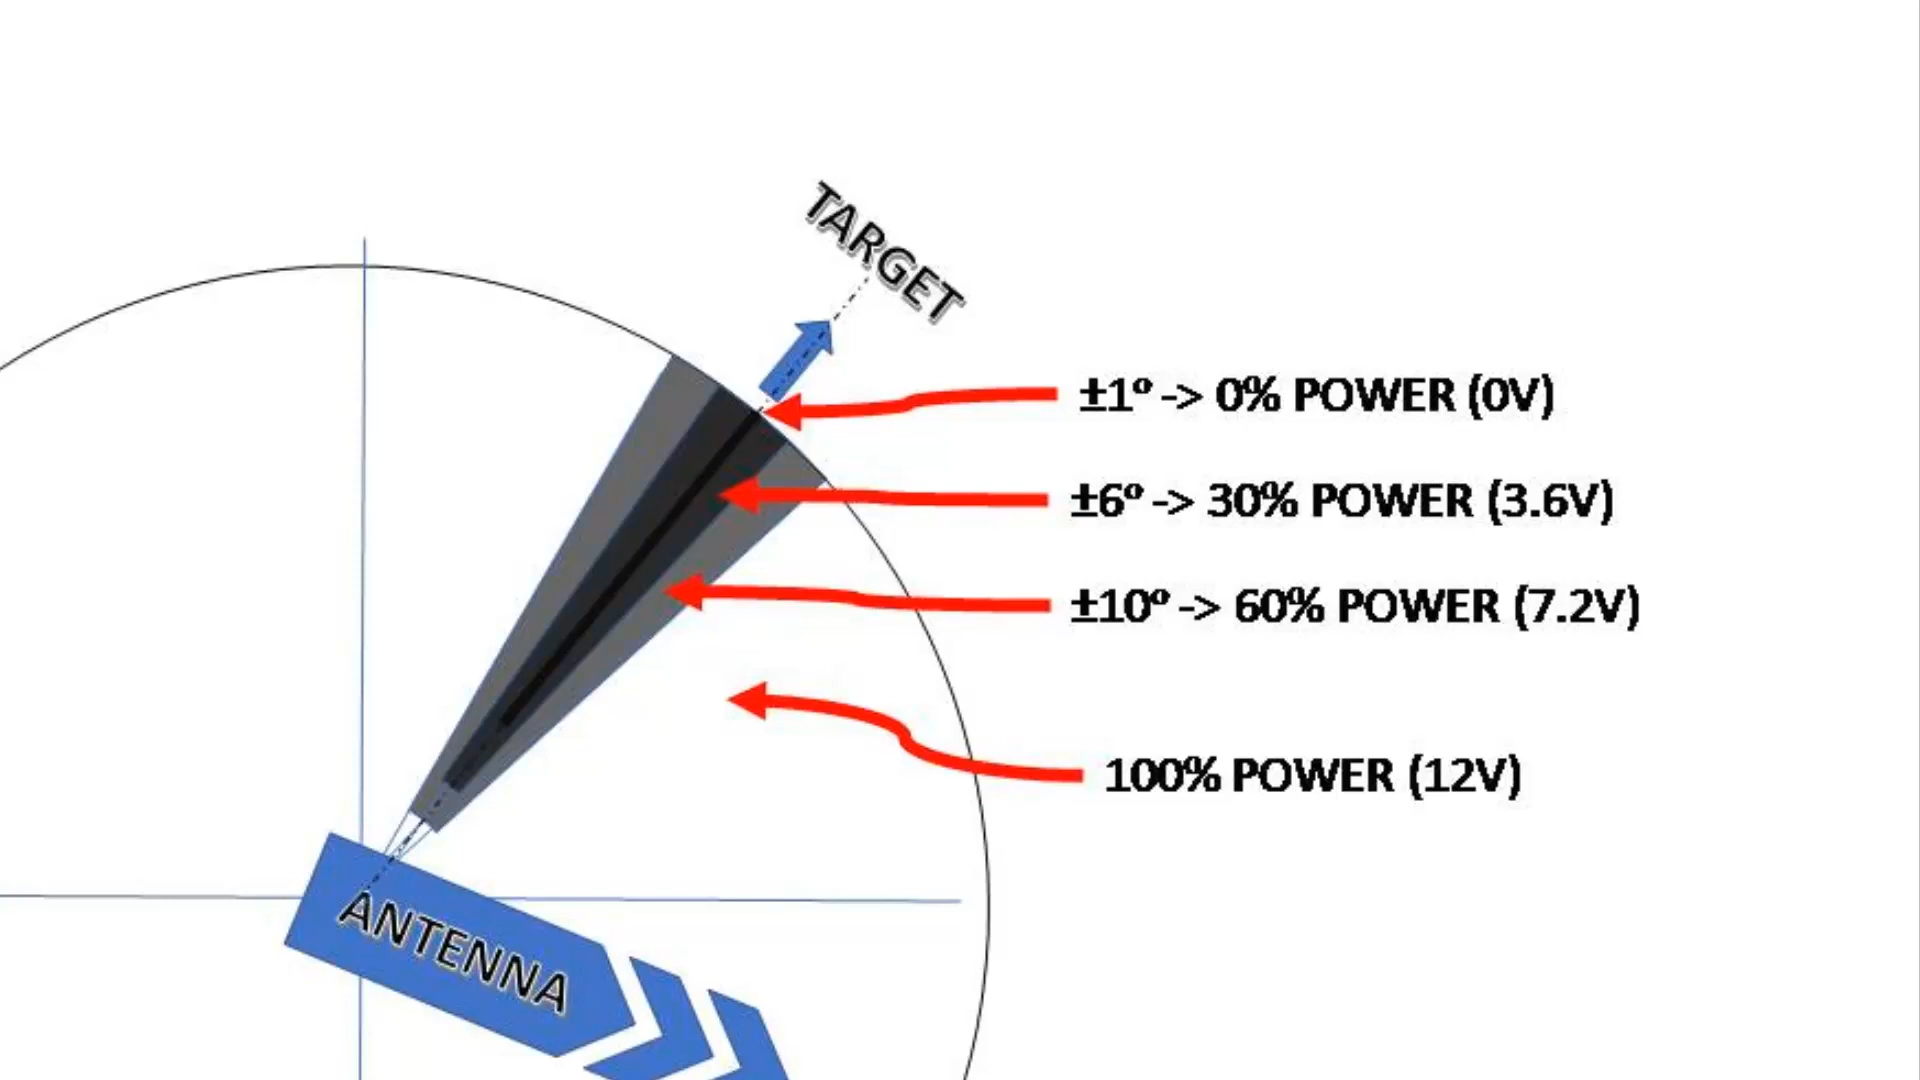 TARGET
±1º -> 0% POWER (0V)
±6º -> 30% POWER (3.6V)
±10º -> 60% POWER (7.2V)
100% POWER (12V)
ANTENNA